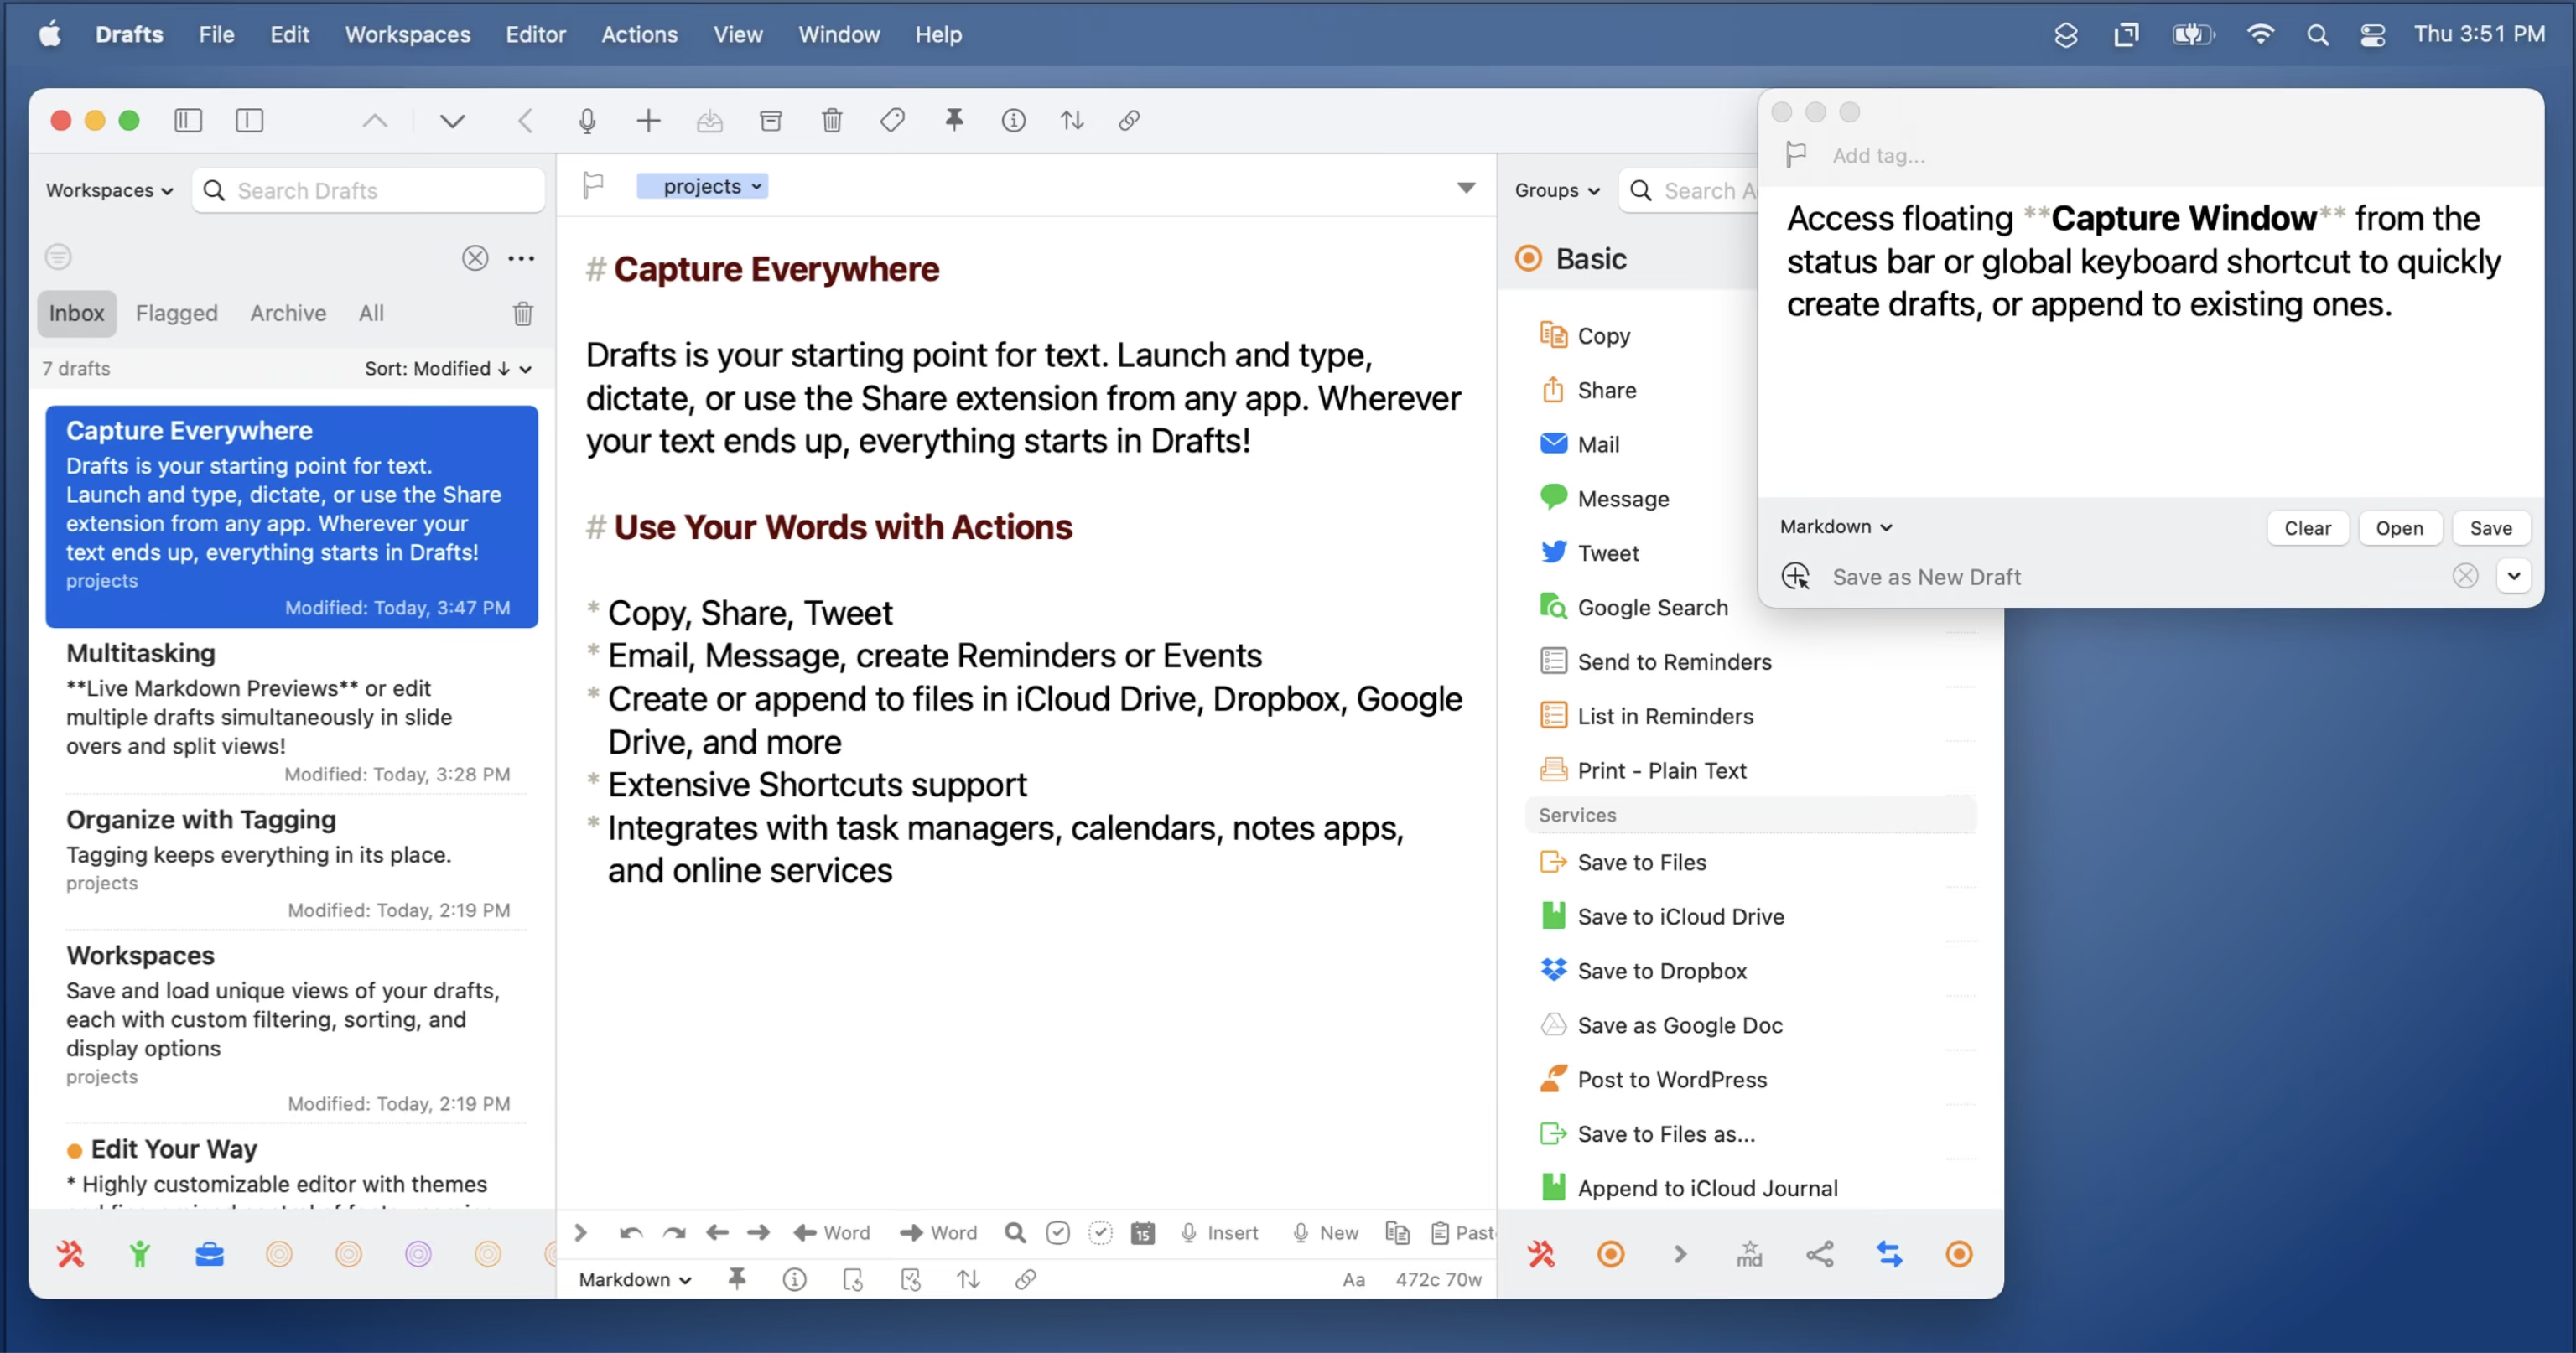 Drafts File Edit Workspaces Editor Actions View Window Help
Thu 3:51 PM
Workspaces
Search Drafts
Inbox Flagged Archive All
7 drafts
Sort: Modified ↓
Capture Everywhere
Drafts is your starting point for text.
Launch and type, dictate, or use the Share
extension from any app. Wherever your
text ends up, everything starts in Drafts!
projects
Modified: Today, 3:47 PM
Multitasking
**Live Markdown Previews** or edit
multiple drafts simultaneously in slide
overs and split views!
Modified: Today, 3:28 PM
Organize with Tagging
Tagging keeps everything in its place.
projects
Modified: Today, 2:19 PM
Workspaces
Save and load unique views of your drafts,
each with custom filtering, sorting, and
display options
projects
Modified: Today, 2:19 PM
Edit Your Way
* Highly customizable editor with themes
projects
# Capture Everywhere
Drafts is your starting point for text. Launch and type,
dictate, or use the Share extension from any app. Wherever
your text ends up, everything starts in Drafts!
# Use Your Words with Actions
* Copy, Share, Tweet
* Email, Message, create Reminders or Events
* Create or append to files in iCloud Drive, Dropbox, Google
Drive, and more
* Extensive Shortcuts support
* Integrates with task managers, calendars, notes apps,
and online services
Word Word 15 Insert New Past
Markdown
Aa 472c 70w
Groups
Search A
Basic
Copy
Share
Mail
Message
Tweet
Google Search
Send to Reminders
List in Reminders
Print - Plain Text
Services
Save to Files
Save to iCloud Drive
Save to Dropbox
Save as Google Doc
Post to WordPress
Save to Files as...
Append to iCloud Journal
md
Add tag...
Access floating **Capture Window** from the
status bar or global keyboard shortcut to quickly
create drafts, or append to existing ones.
Markdown
Clear Open Save
Save as New Draft